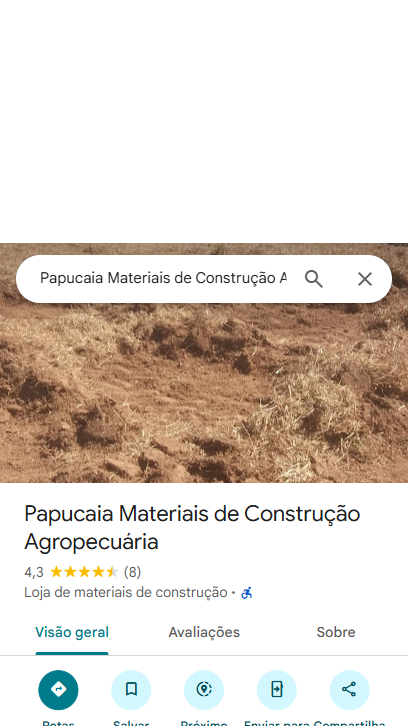 Papucaia Materiais de Construção A
Papucaia Materiais de Construção
Agropecuária
4,3 ★★★★★ (8)
Loja de materiais de construção ·
Visão geral Avaliações Sobre
Rotas Salvar Próximo Enviar para Compartilha